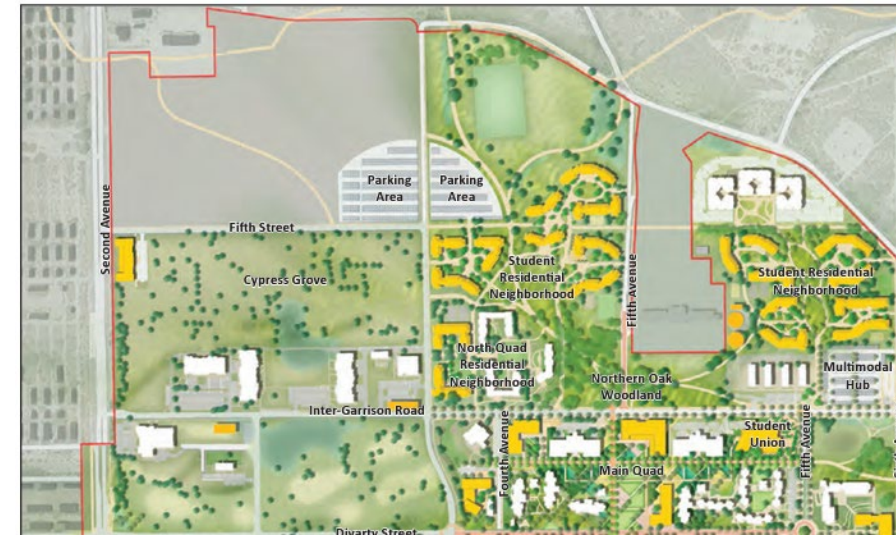 Parking
Area
Parking
Area
Second Avenue
Fifth Street
Cypress Grove
Student
Residential
Neighborhood
Fifth Avenue
Student Residential
Neighborhood
North Quad
Residential
Neighborhood
Northern Oak
Woodland
Multimodal
Hub
Inter-Garrison Road
Fourth Avenue
Student
Union
Fifth Avenue
Main Quad
Divarty Street